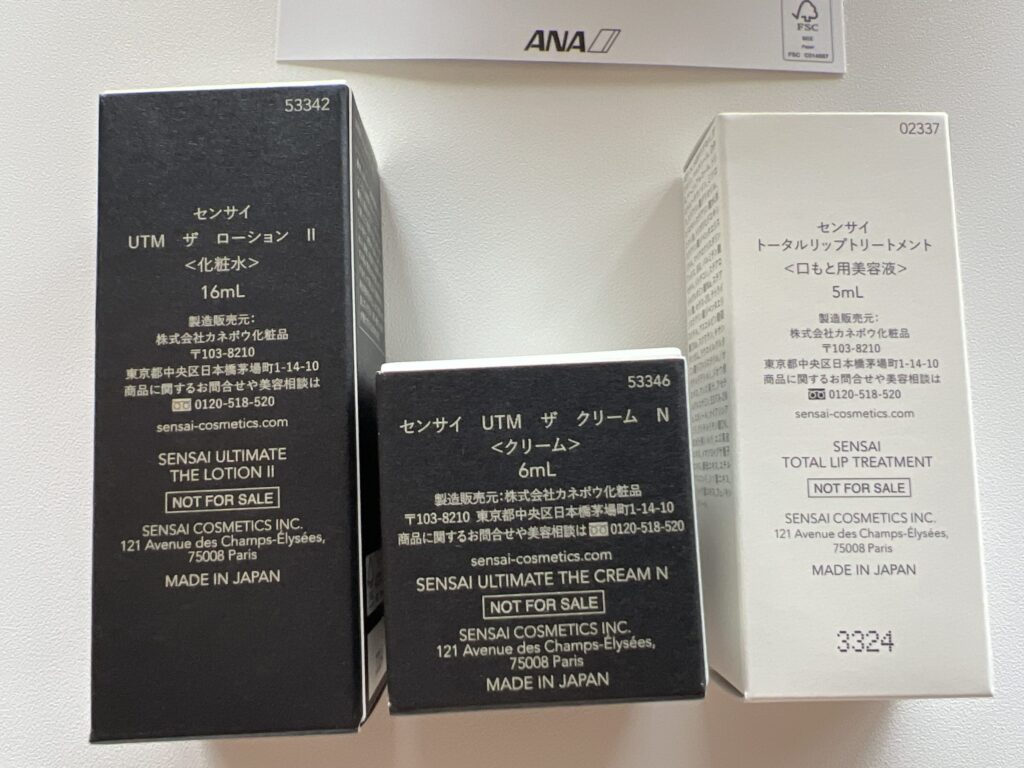 ANA
FSC
MIX
Paper
53342
センサイ
UTM ザ ローション II
<化粧水>
16mL
製造販売元:
株式会社カネボウ化粧品
〒103-8210
東京都中央区日本橋茅場町1-14-10
商品に関するお問合せや美容相談は
0120-518-520
sensai-cosmetics.com
SENSAI ULTIMATE
THE LOTION II
NOT FOR SALE
SENSAI COSMETICS INC.
121 Avenue des Champs-Élysées,
75008 Paris
MADE IN JAPAN
53346
センサイ UTM ザ クリーム N
<クリーム>
6mL
製造販売元:株式会社カネボウ化粧品
〒103-8210 東京都中央区日本橋茅場町1-14-10
商品に関するお問合せや美容相談は 0120-518-520
sensai-cosmetics.com
SENSAI ULTIMATE THE CREAM N
NOT FOR SALE
SENSAI COSMETICS INC.
121 Avenue des Champs-Élysées,
75008 Paris
MADE IN JAPAN
02337
センサイ
トータルリップトリートメント
<口もと用美容液>
5mL
製造販売元:
株式会社カネボウ化粧品
〒103-8210
東京都中央区日本橋茅場町1-14-10
商品に関するお問合せや美容相談は
0120-518-520
sensai-cosmetics.com
SENSAI
TOTAL LIP TREATMENT
NOT FOR SALE
SENSAI COSMETICS INC.
121 Avenue des Champs-Élysées,
75008 Paris
MADE IN JAPAN
3324